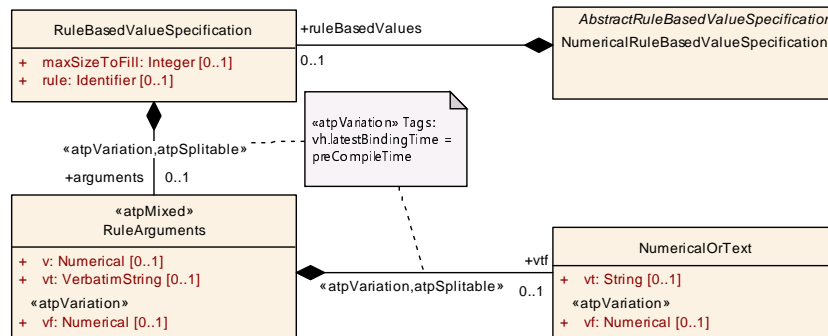 RuleBasedValueSpecification
+ maxSizeToFill: Integer [0..1]
+ rule: Identifier [0..1]
+ruleBasedValues
0..1
AbstractRuleBasedValueSpecification
NumericalRuleBasedValueSpecification
«atpVariation» Tags:
vh.latestBindingTime =
preCompileTime
«atpVariation,atpSplitable»
+arguments 0..1
«atpMixed»
RuleArguments
+ v: Numerical [0..1]
+ vt: VerbatimString [0..1]
«atpVariation»
+ vf: Numerical [0..1]
+vtf
«atpVariation,atpSplitable»
0..1
NumericalOrText
+ vt: String [0..1]
«atpVariation»
+ vf: Numerical [0..1]